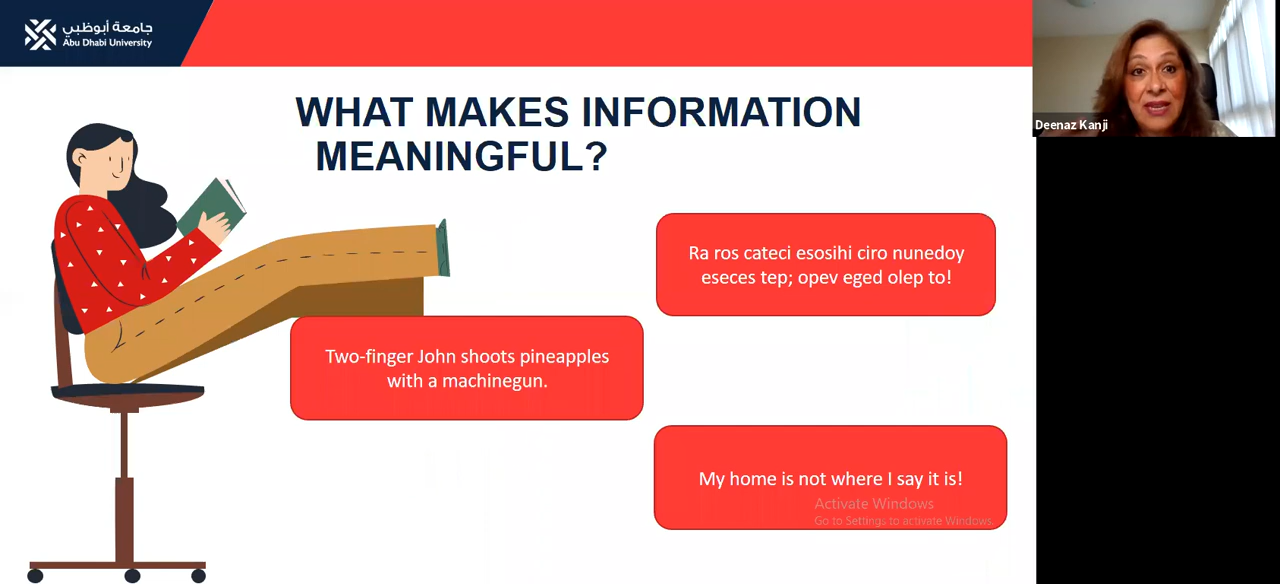 جامعة أبوظبي
Abu Dhabi University
Deenaz Kanji
WHAT MAKES INFORMATION
MEANINGFUL?
Ra ros cateci esosihi ciro nunedoy
eseces tep; opev eged olep to!
Two-finger John shoots pineapples
with a machinegun.
My home is not where I say it is!
Activate Windows
Go to Settings to activate Windows.